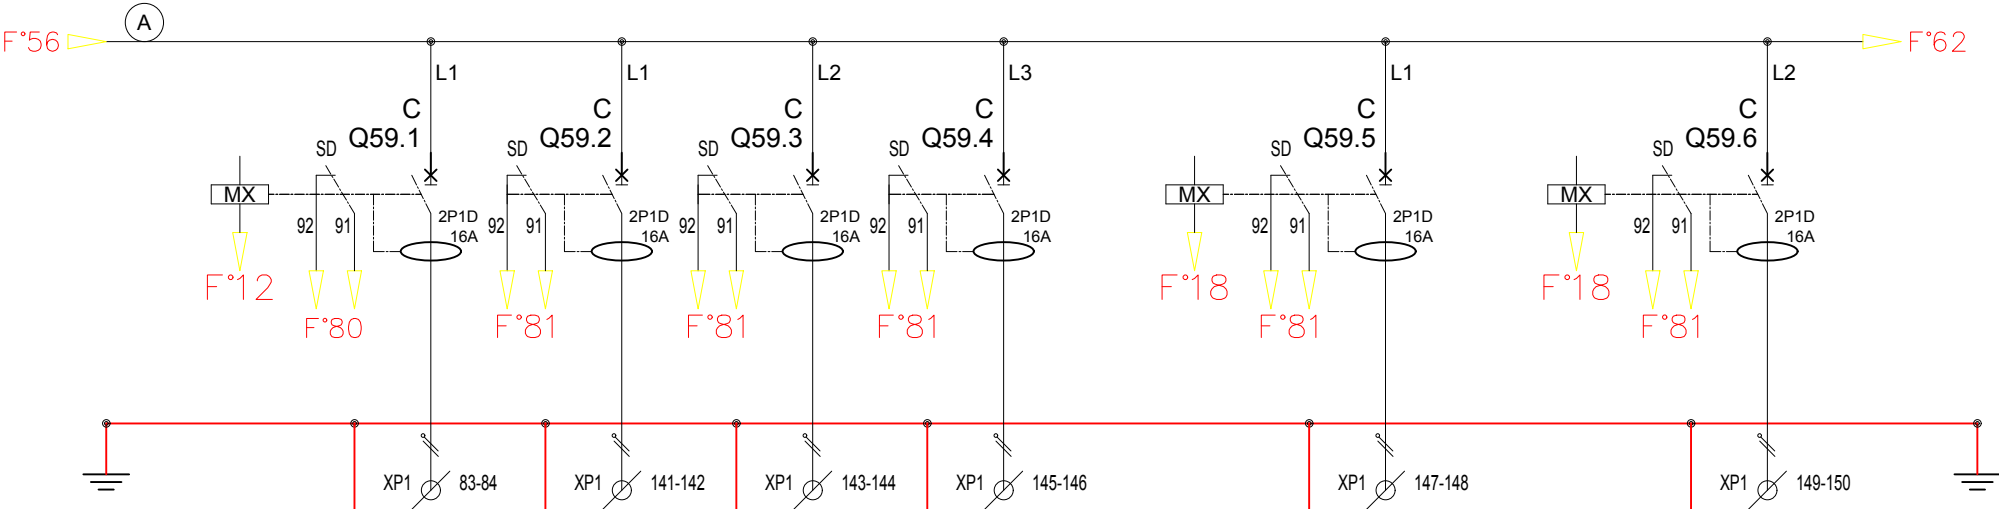 A
F°56
F°62
L1 L1 L2 L3 L1 L2
C C C C C C
Q59.1 Q59.2 Q59.3 Q59.4 Q59.5 Q59.6
SD SD SD SD SD SD
MX MX MX
2P1D 2P1D 2P1D 2P1D 2P1D 2P1D
92 91 92 91 92 91 92 91 92 91 92 91
16A 16A 16A 16A 16A 16A
F°12 F°18 F°18
F°80 F°81 F°81 F°81 F°81 F°81
XP1 83-84 XP1 141-142 XP1 143-144 XP1 145-146 XP1 147-148 XP1 149-150